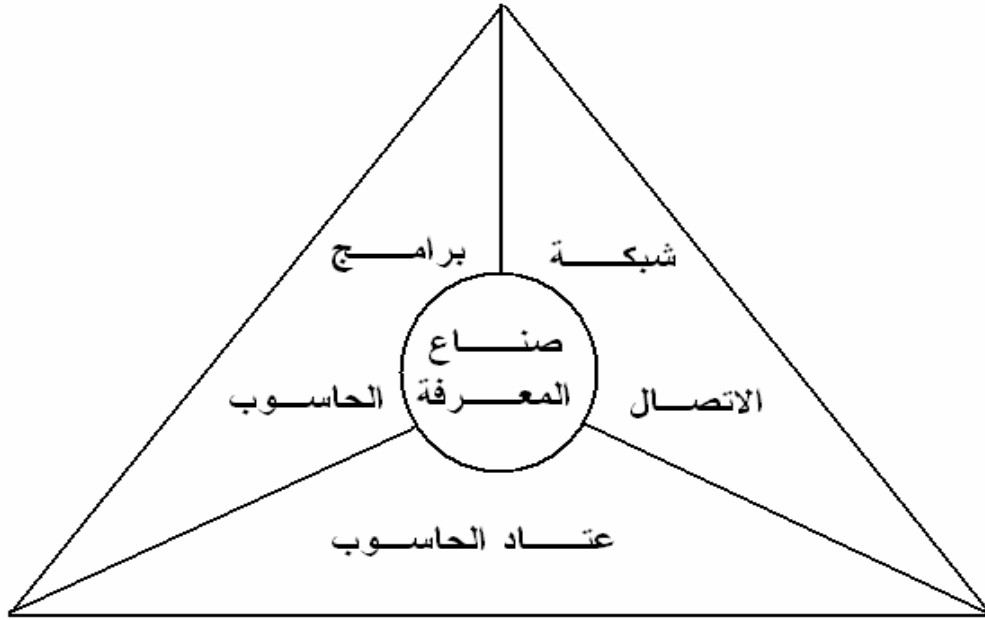 شبكة
الاتصال
برامج
الحاسوب
صناع
المعرفة
عتاد الحاسوب